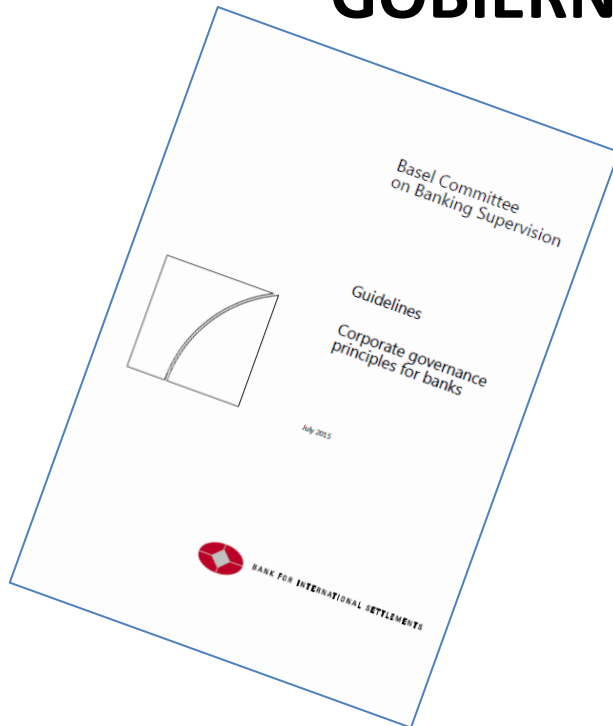 GOBIERN
Basel Committee
on Banking Supervision
Guidelines
Corporate governance
principles for banks
July 2015
BANK FOR INTERNATIONAL SETTLEMENTS